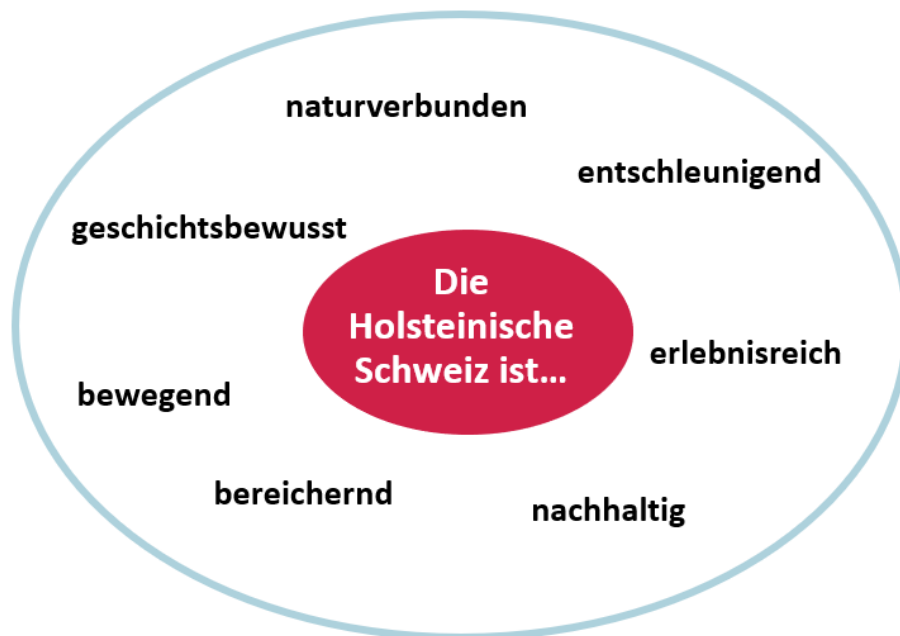 naturverbunden
entschleunigend
geschichtsbewusst
Die
Holsteinische
Schweiz ist...
erlebnisreich
bewegend
bereichernd
nachhaltig